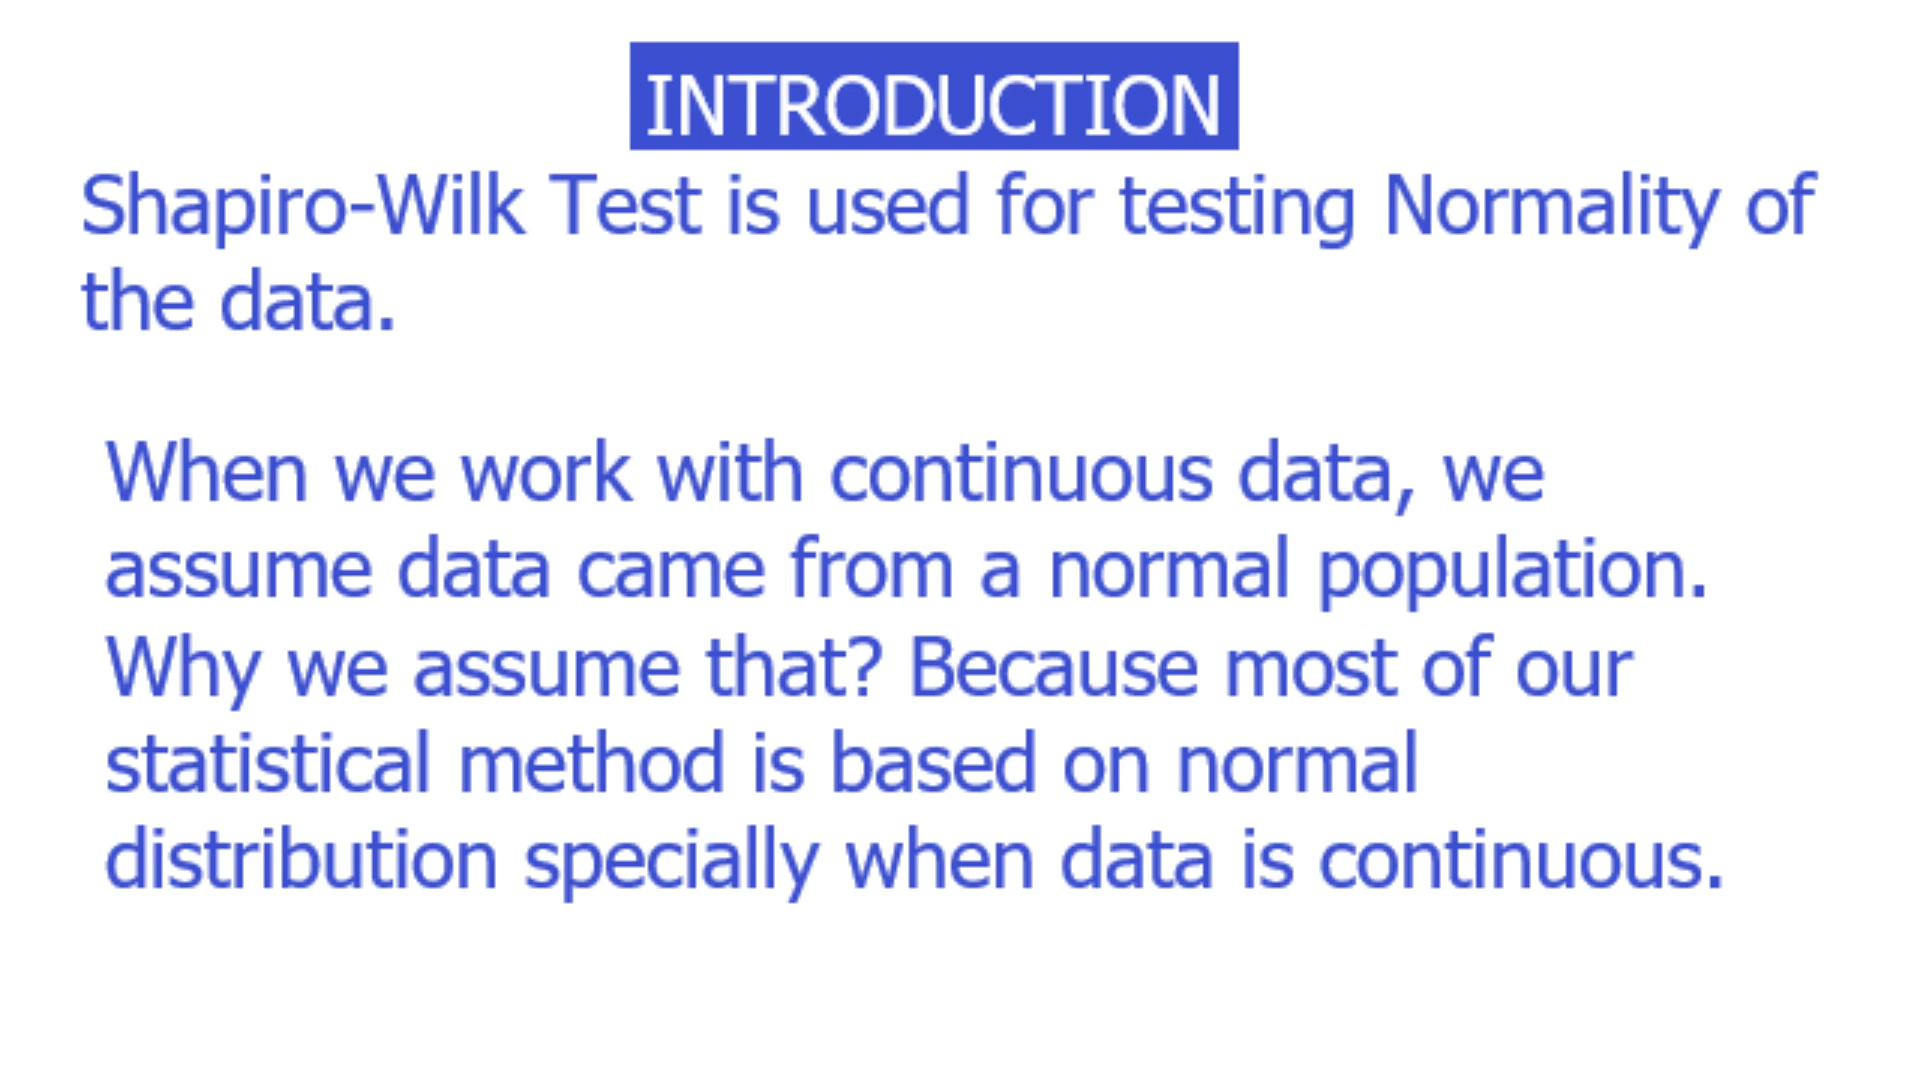 INTRODUCTION
Shapiro-Wilk Test is used for testing Normality of
the data.
When we work with continuous data, we
assume data came from a normal population.
Why we assume that? Because most of our
statistical method is based on normal
distribution specially when data is continuous.